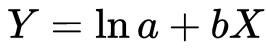 Y = ln a + bX